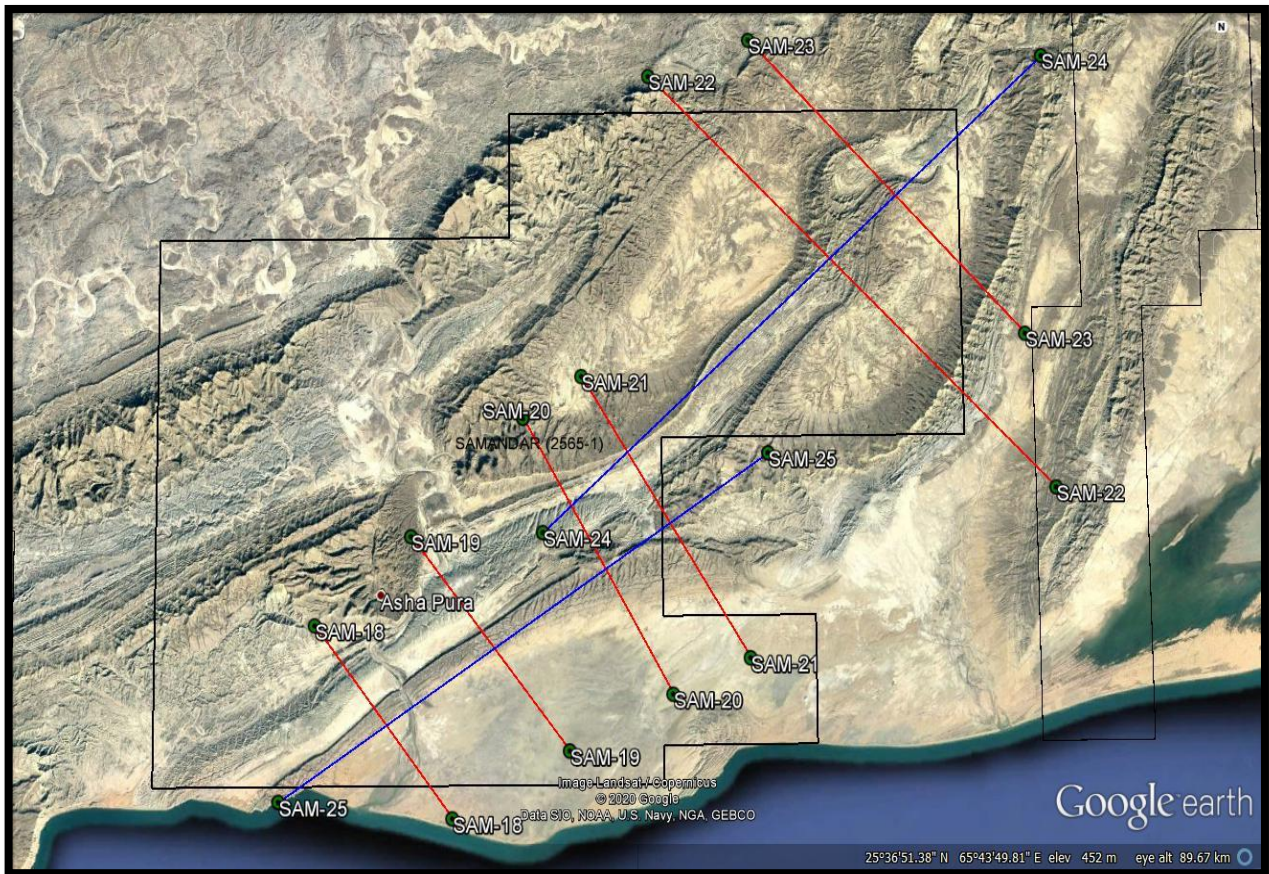 N
SAM-23
SAM-24
SAM-22
SAM-23
SAM-21
SAM-20
SAMANDAR (2565-1)
SAM-25
SAM-22
SAM-19
SAM-24
Asha Pura
SAM-18
SAM-21
SAM-20
SAM-19
Image Landsat / Copernicus
© 2020 Google
Data SIO, NOAA, U.S. Navy, NGA, GEBCO
SAM-25
SAM-18
Google earth
25°36'51.38" N 65°43'49.81" E elev 452 m eye alt 89.67 km